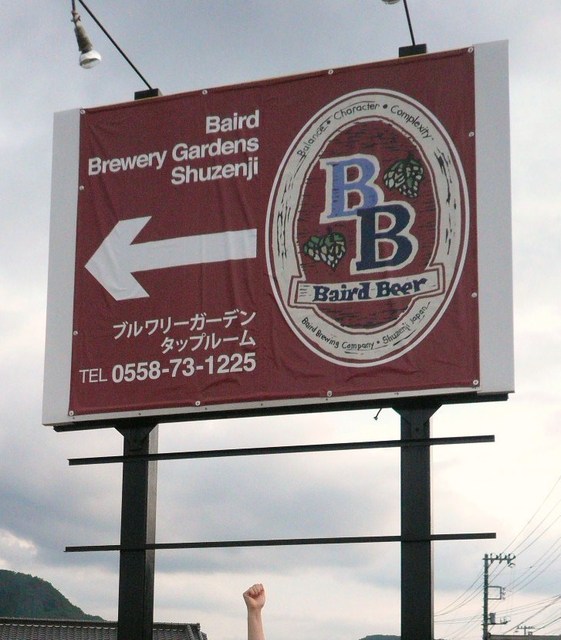 Baird
Brewery Gardens
Shuzenji
ブルワリーガーデン
タップルーム
TEL 0558-73-1225
Balance • Character • Complexity
BB
Baird Beer
Baird Brewing Company • Shuzenji Japan